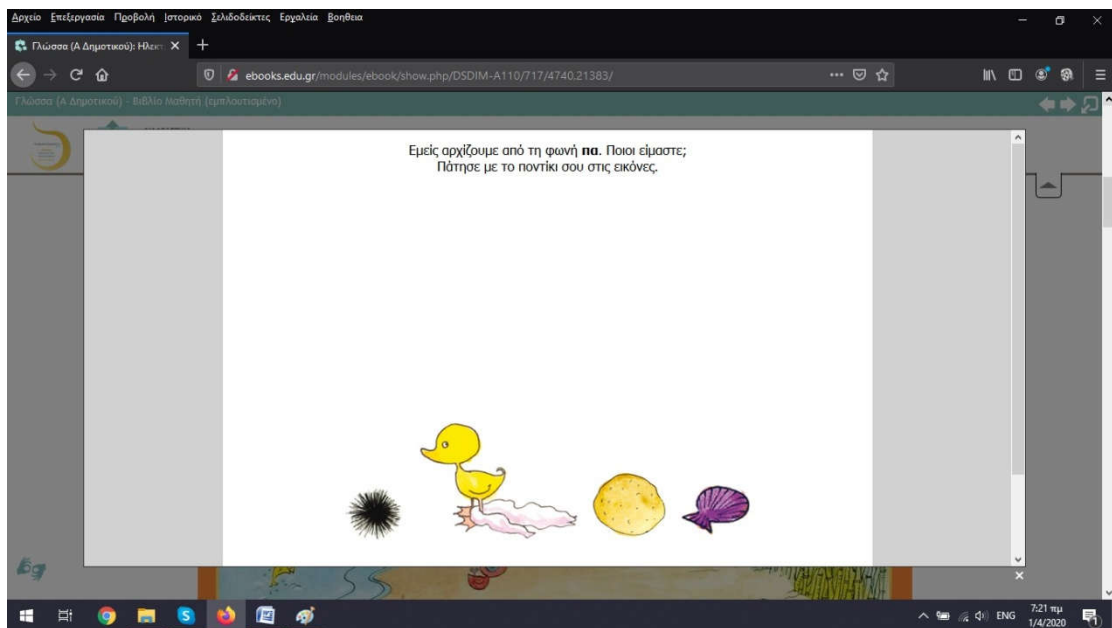 Αρχείο Επεξεργασία Προβολή Ιστορικό Σελιδοδείκτες Εργαλεία Βοήθεια
Γλώσσα (Α Δημοτικού): Ηλεκτ
ebooks.edu.gr/modules/ebook/show.php/DSDIM-A110/717/4740.21383/
Γλώσσα (Α Δημοτικού) - Βιβλίο Μαθητή (εμπλουτισμένο)
Εμείς αρχίζουμε από τη φωνή πα. Ποιοι είμαστε;
Πάτησε με το ποντίκι σου στις εικόνες.
ENG
7:21 πμ
1/4/2020